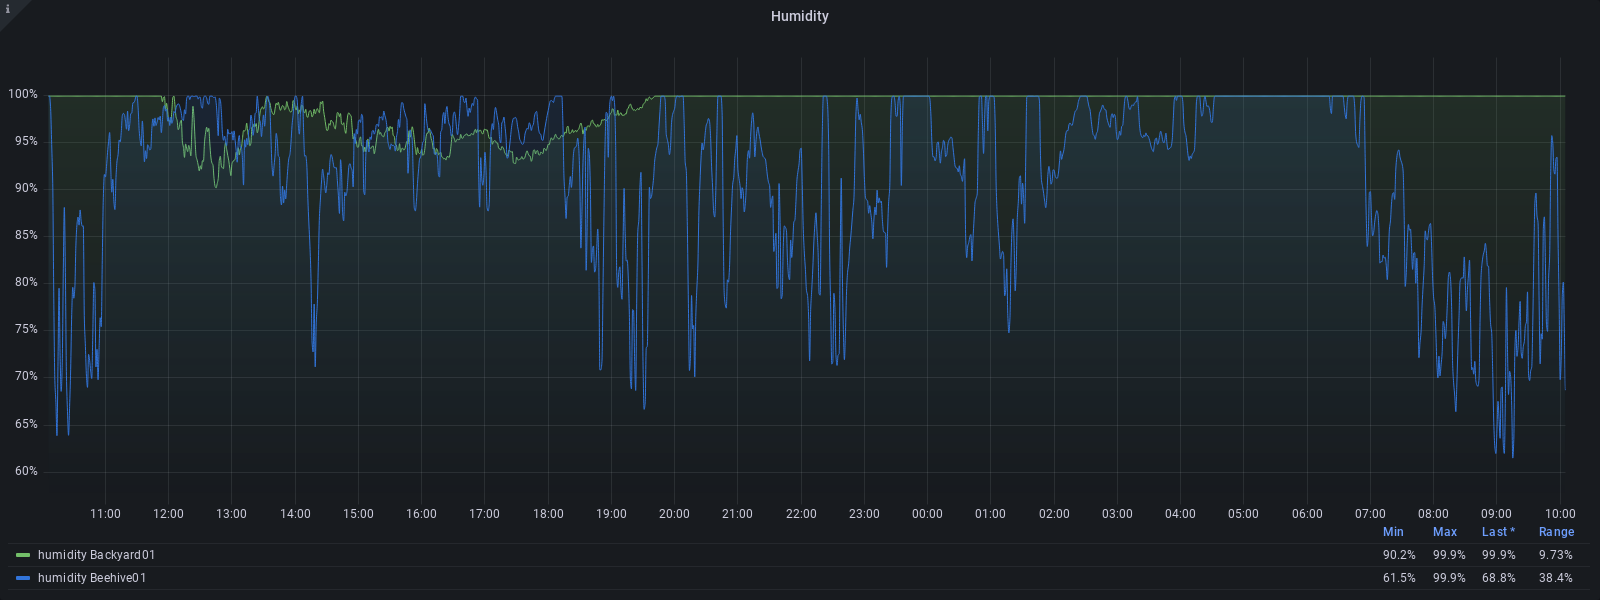 i
Humidity
100%
95%
90%
85%
80%
75%
70%
65%
60%
11:00 12:00 13:00 14:00 15:00 16:00 17:00 18:00 19:00 20:00 21:00 22:00 23:00 00:00 01:00 02:00 03:00 04:00 05:00 06:00 07:00 08:00 09:00 10:00
Min Max Last * Range
humidity Backyard01 90.2% 99.9% 99.9% 9.73%
humidity Beehive01 61.5% 99.9% 68.8% 38.4%